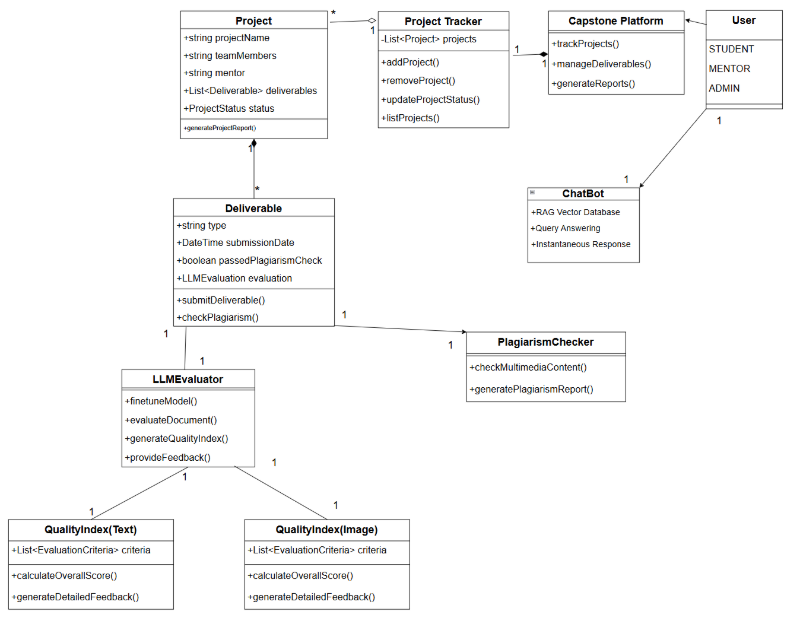 Project
+string projectName
+string teamMembers
+string mentor
+List<Deliverable> deliverables
+ProjectStatus status
+generateProjectReport()
*
1
Project Tracker
-List<Project> projects
+addProject()
+removeProject()
+updateProjectStatus()
+listProjects()
1
1
Capstone Platform
+trackProjects()
+manageDeliverables()
+generateReports()
User
STUDENT
MENTOR
ADMIN
1
1
ChatBot
+RAG Vector Database
+Query Answering
+Instantaneous Response
1
*
Deliverable
+string type
+DateTime submissionDate
+boolean passedPlagiarismCheck
+LLMEvaluation evaluation
+submitDeliverable()
+checkPlagiarism()
1
1
PlagiarismChecker
+checkMultimediaContent()
+generatePlagiarismReport()
1
1
LLMEvaluator
+finetuneModel()
+evaluateDocument()
+generateQualityIndex()
+provideFeedback()
1
1
1
1
QualityIndex(Text)
+List<EvaluationCriteria> criteria
+calculateOverallScore()
+generateDetailedFeedback()
QualityIndex(Image)
+List<EvaluationCriteria> criteria
+calculateOverallScore()
+generateDetailedFeedback()